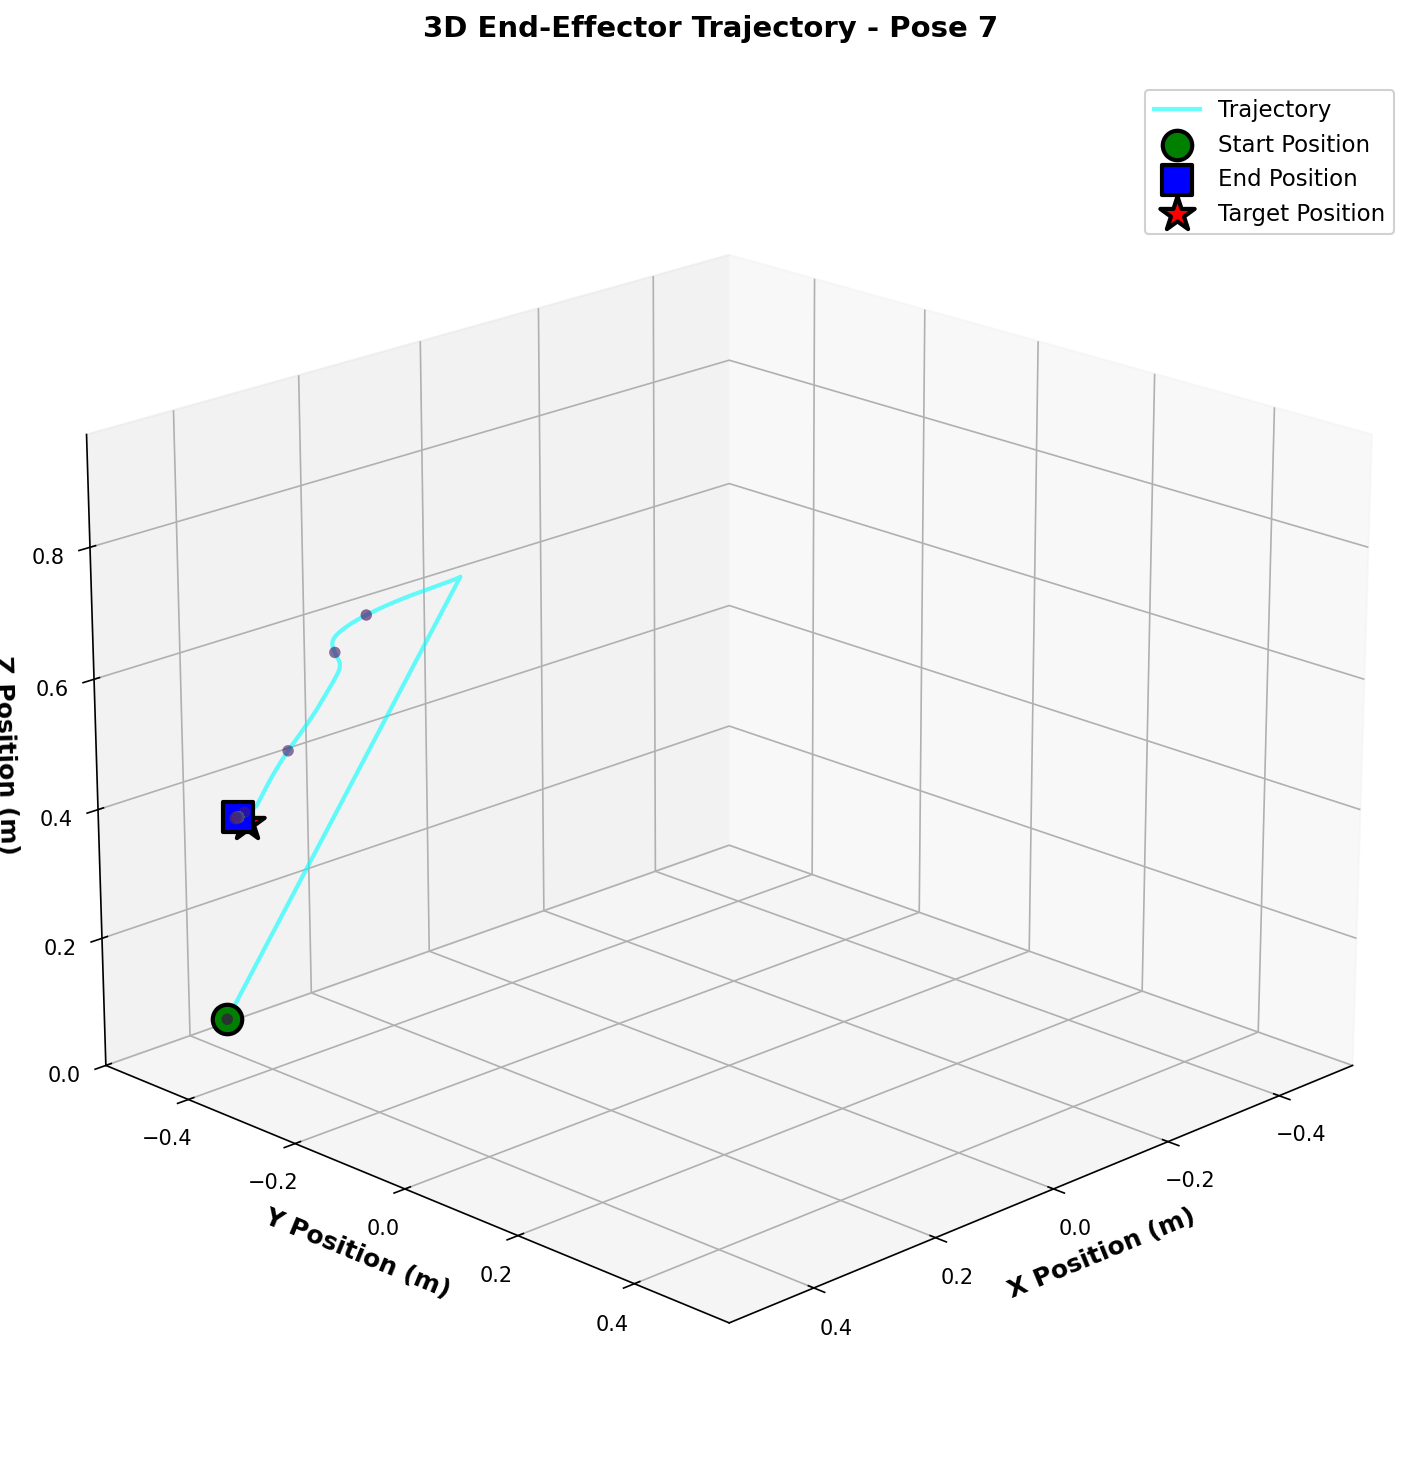 3D End-Effector Trajectory - Pose 7
Trajectory
Start Position
End Position
Target Position
0.8
0.6
0.4
0.2
0.0
Z Position (m)
−0.4
−0.2
0.0
0.2
0.4
Y Position (m)
−0.4
−0.2
0.0
0.2
0.4
X Position (m)